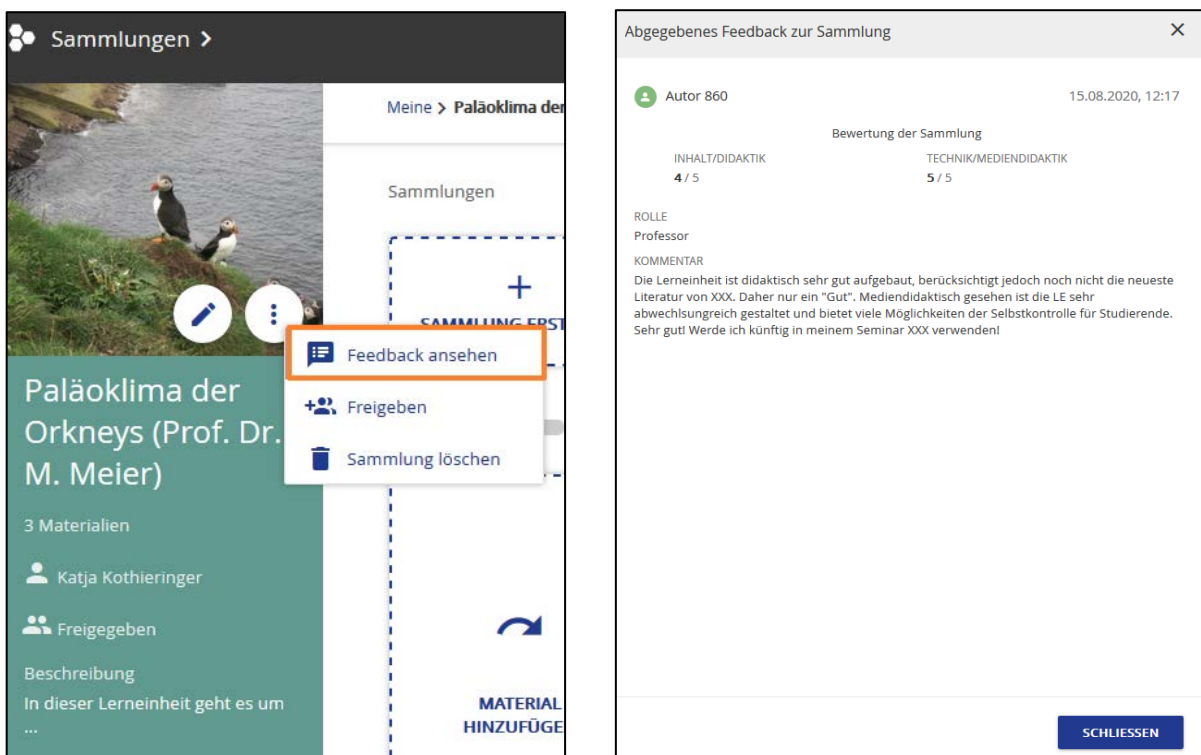 Sammlungen >
Meine > Paläoklima der
Sammlungen
+
SAMMLUNG ERST
Feedback ansehen
Freigeben
Sammlung löschen
Paläoklima der
Orkneys (Prof. Dr.
M. Meier)
3 Materialien
Katja Kothieringer
Freigegeben
Beschreibung
In dieser Lerneinheit geht es um
...
MATERIAL
HINZUFÜGE
Abgegebenes Feedback zur Sammlung
Autor 860 15.08.2020, 12:17
Bewertung der Sammlung
INHALT/DIDAKTIK TECHNIK/MEDIENDIDAKTIK
4 / 5 5 / 5
ROLLE
Professor
KOMMENTAR
Die Lerneinheit ist didaktisch sehr gut aufgebaut, berücksichtigt jedoch noch nicht die neueste
Literatur von XXX. Daher nur ein "Gut". Mediendidaktisch gesehen ist die LE sehr
abwechlsungreich gestaltet und bietet viele Möglichkeiten der Selbstkontrolle für Studierende.
Sehr gut! Werde ich künftig in meinem Seminar XXX verwenden!
SCHLIESSEN